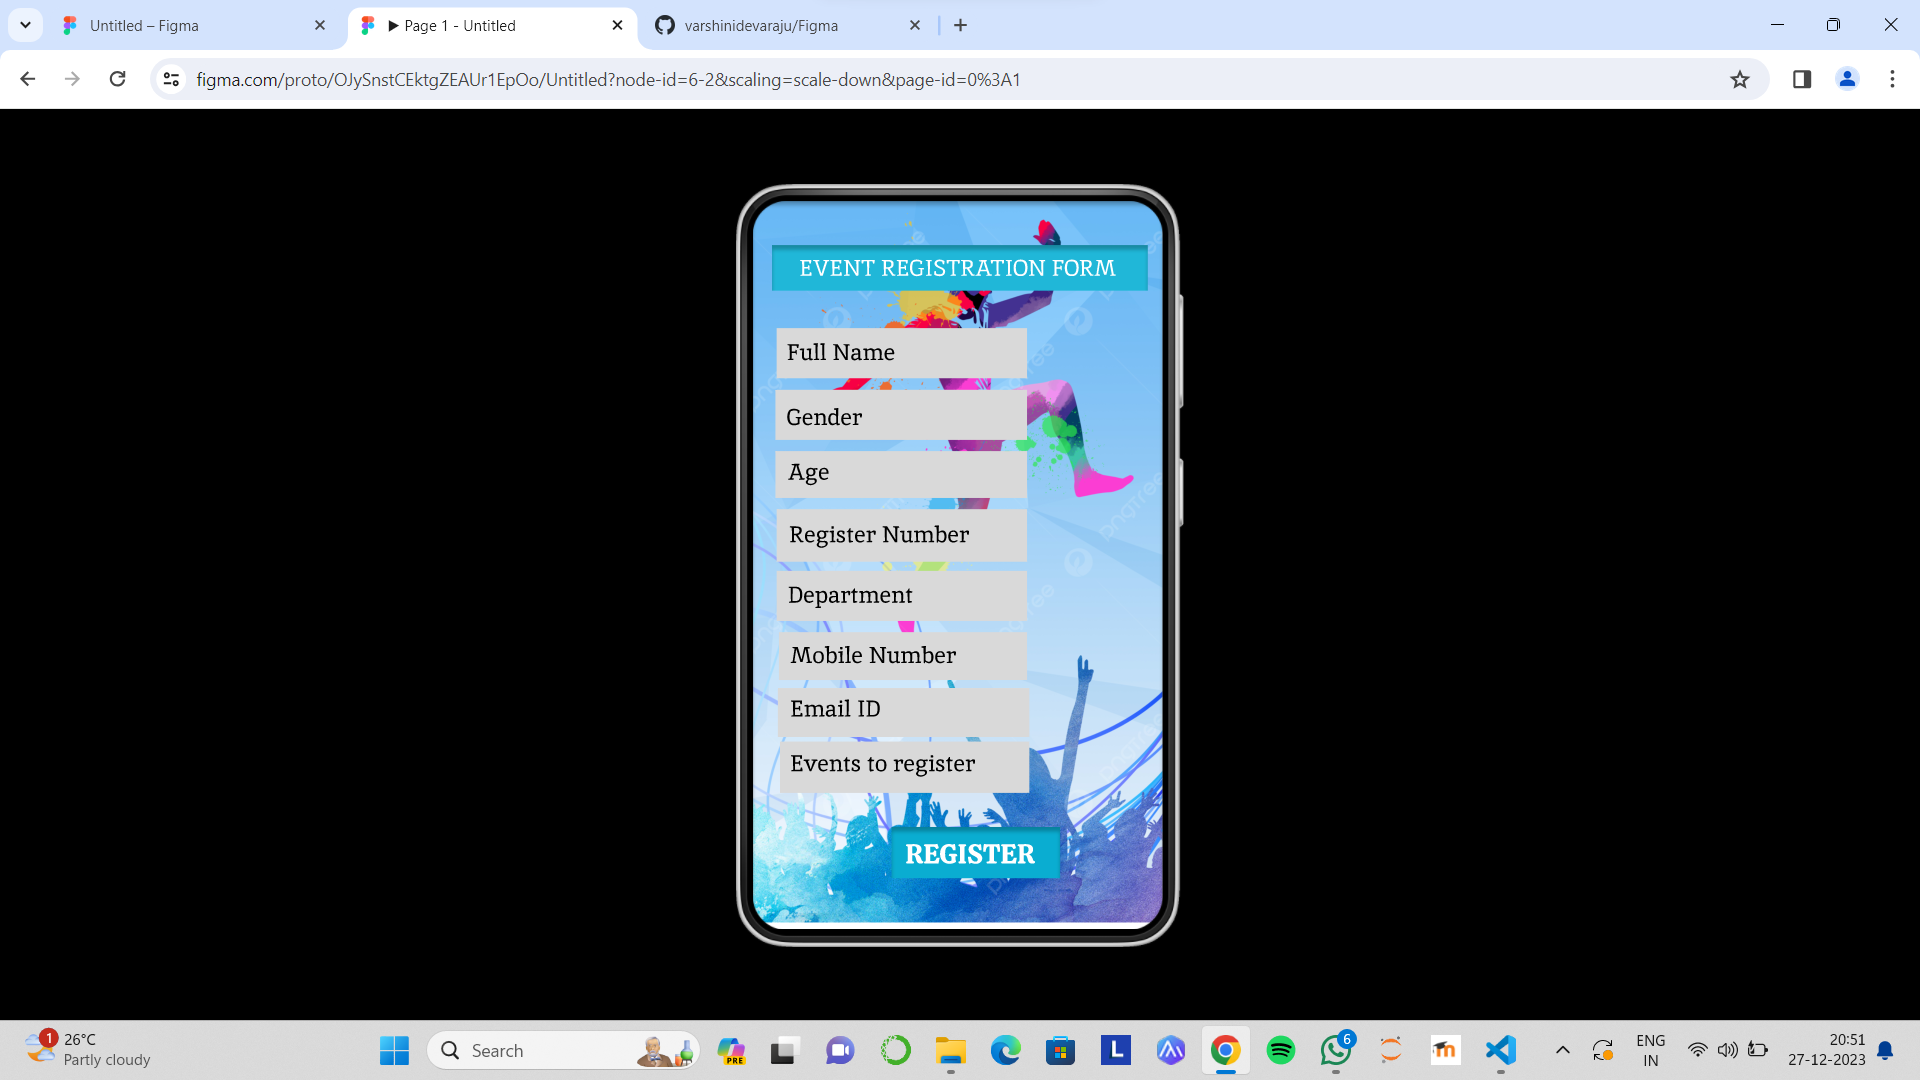 Untitled – Figma
Page 1 - Untitled
varshinidevaraju/Figma
figma.com/proto/OJySnstCEktgZEAUr1EpOo/Untitled?node-id=6-2&scaling=scale-down&page-id=0%3A1
EVENT REGISTRATION FORM
Full Name
Gender
Age
Register Number
Department
Mobile Number
Email ID
Events to register
REGISTER
pngtree
1
26°C
Partly cloudy
Search
PRE
L
6
m
ENG
IN
20:51
27-12-2023